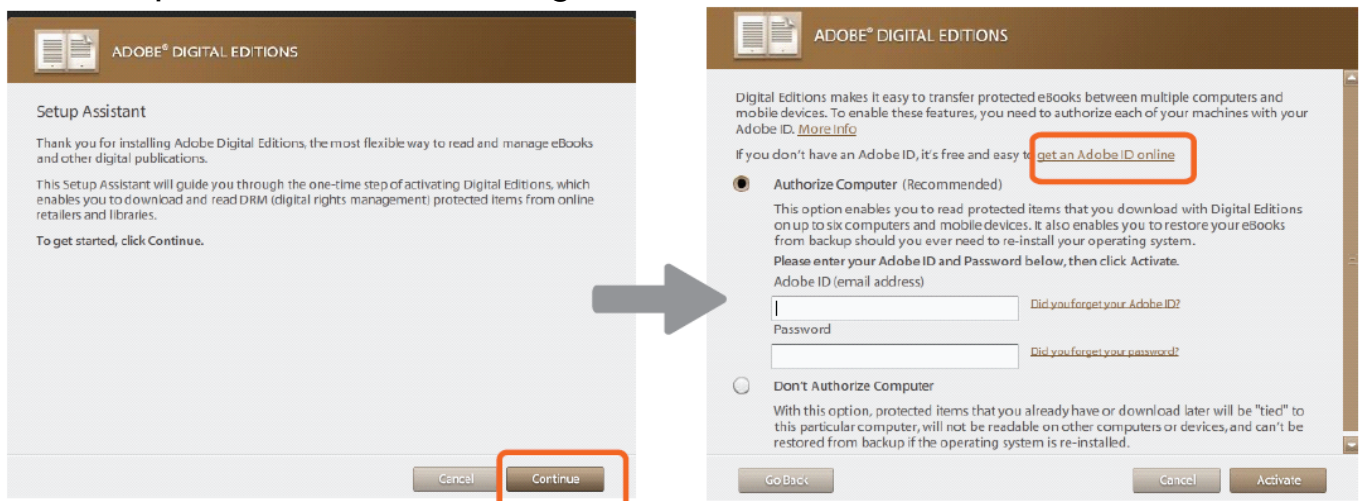 ADOBE® DIGITAL EDITIONS
Setup Assistant
Thank you for installing Adobe Digital Editions, the most flexible way to read and manage eBooks
and other digital publications.
This Setup Assistant will guide you through the one-time step of activating Digital Editions, which
enables you to download and read DRM (digital rights management) protected items from online
retailers and libraries.
To get started, click Continue.
Cancel
Continue
ADOBE® DIGITAL EDITIONS
Digital Editions makes it easy to transfer protected eBooks between multiple computers and
mobile devices. To enable these features, you need to authorize each of your machines with your
Adobe ID. More Info
If you don't have an Adobe ID, it's free and easy to get an Adobe ID online
Authorize Computer (Recommended)
This option enables you to read protected items that you download with Digital Editions
on up to six computers and mobile devices. It also enables you to restore your eBooks
from backup should you ever need to re-install your operating system.
Please enter your Adobe ID and Password below, then click Activate.
Adobe ID (email address)
Did you forget your Adobe ID?
Password
Did you forget your password?
Don't Authorize Computer
With this option, protected items that you already have or download later will be "tied" to
this particular computer, will not be readable on other computers or devices, and can't be
restored from backup if the operating system is re-installed.
Go Back
Cancel
Activate